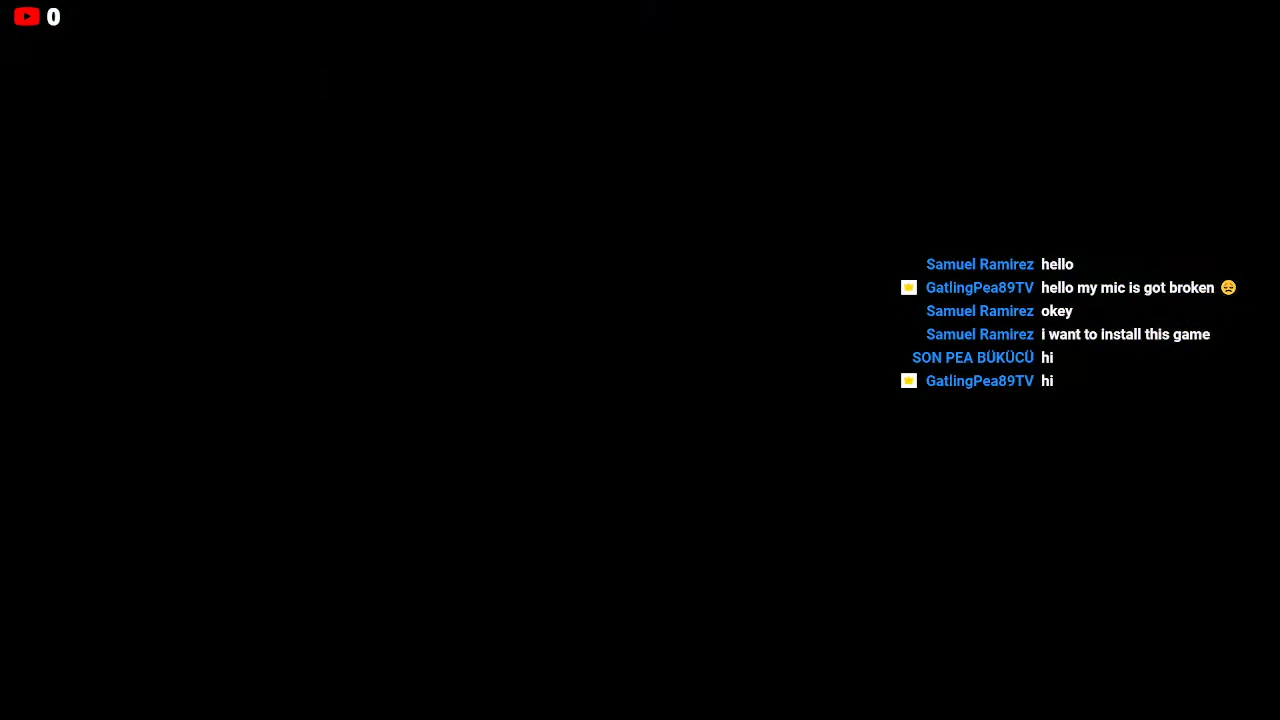 0
Samuel Ramirez hello
GatlingPea89TV hello my mic is got broken 😔
Samuel Ramirez okey
Samuel Ramirez i want to install this game
SON PEA BÜKÜCÜ hi
GatlingPea89TV hi